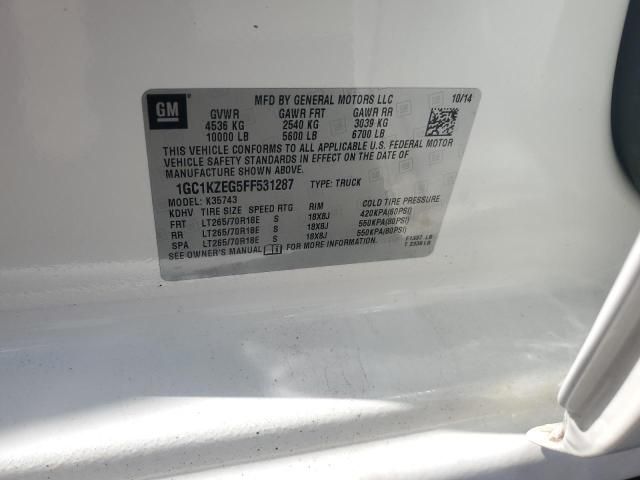 GM
MFD BY GENERAL MOTORS LLC 10/14
GVWR GAWR FRT GAWR RR
4536 KG 2540 KG 3039 KG
10000 LB 5600 LB 6700 LB
THIS VEHICLE CONFORMS TO ALL APPLICABLE U.S. FEDERAL MOTOR
VEHICLE SAFETY STANDARDS IN EFFECT ON THE DATE OF
MANUFACTURE SHOWN ABOVE.
1GC1KZEG5FF531287 TYPE: TRUCK
MODEL: K35743
KDHV TIRE SIZE SPEED RTG RIM COLD TIRE PRESSURE
FRT LT265/70R18E S 18X8J
RR LT265/70R18E S 18X8J 550KPA(80PSI)
SPA LT265/70R18E S 18X8J 550KPA(80PSI)
SEE OWNER'S MANUAL FOR MORE INFORMATION.